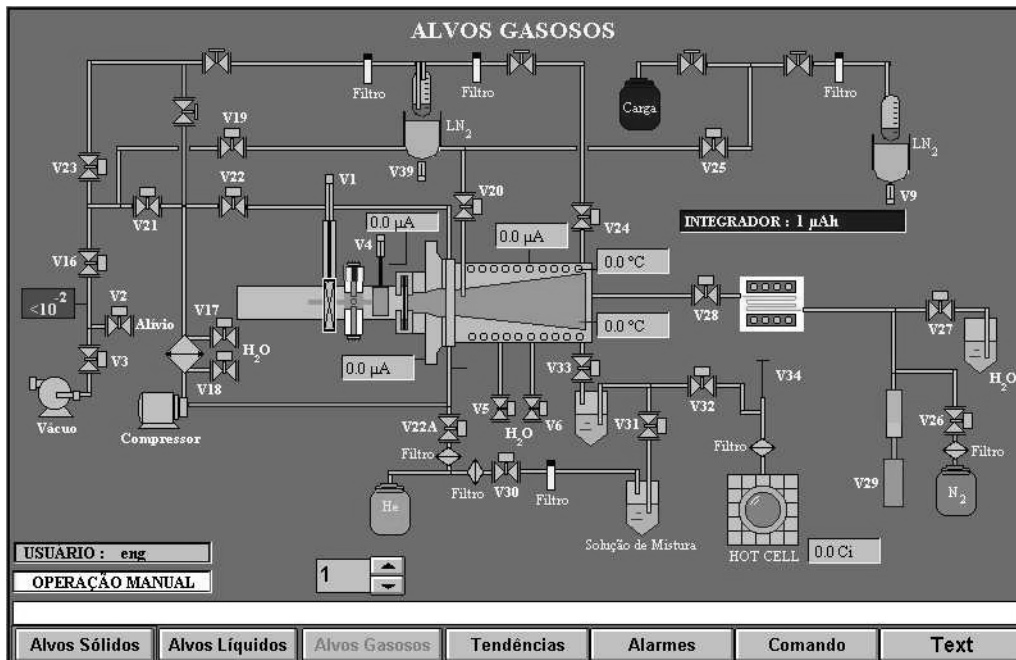 ALVOS GASOSOS
Filtro
Filtro
Carga
Filtro
V19
LN2
LN2
V23
V39
V25
V9
V1
V20
V22
V21
0.0 µA
V4
0.0 µA
V24
INTEGRADOR : 1 µAh
V16
0.0 °C
<10-2
V2
Alívio
V17
H2O
V28
V27
0.0 °C
V3
V18
0.0 µA
V33
V34
H2O
Vácuo
Compressor
V22A
V5
H2O
V6
V31
V32
V26
Filtro
Filtro
Filtro
Filtro
V30
Filtro
V29
N2
He
Solução de Mistura
HOT CELL
0.0 Ci
USUÁRIO : eng
OPERAÇÃO MANUAL
1
Alvos Sólidos
Alvos Líquidos
Alvos Gasosos
Tendências
Alarmes
Comando
Text